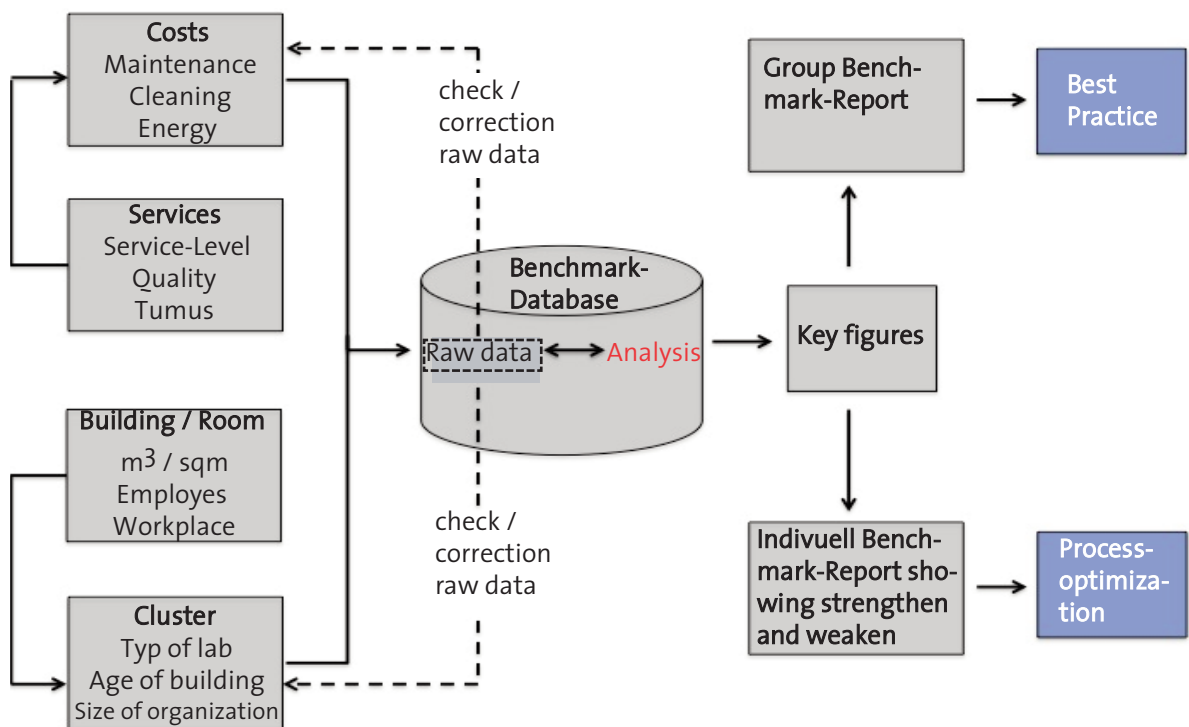 Costs
Maintenance
Cleaning
Energy
Services
Service-Level
Quality
Tumus
Building / Room
m³ / sqm
Employes
Workplace
Cluster
Typ of lab
Age of building
Size of organization
check /
correction
raw data
Benchmark-
Database
Raw data
Analysis
check /
correction
raw data
Key figures
Group Bench-
mark-Report
Best
Practice
Indivuell Bench-
mark-Report sho-
wing strengthen
and weaken
Process-
optimiza-
tion